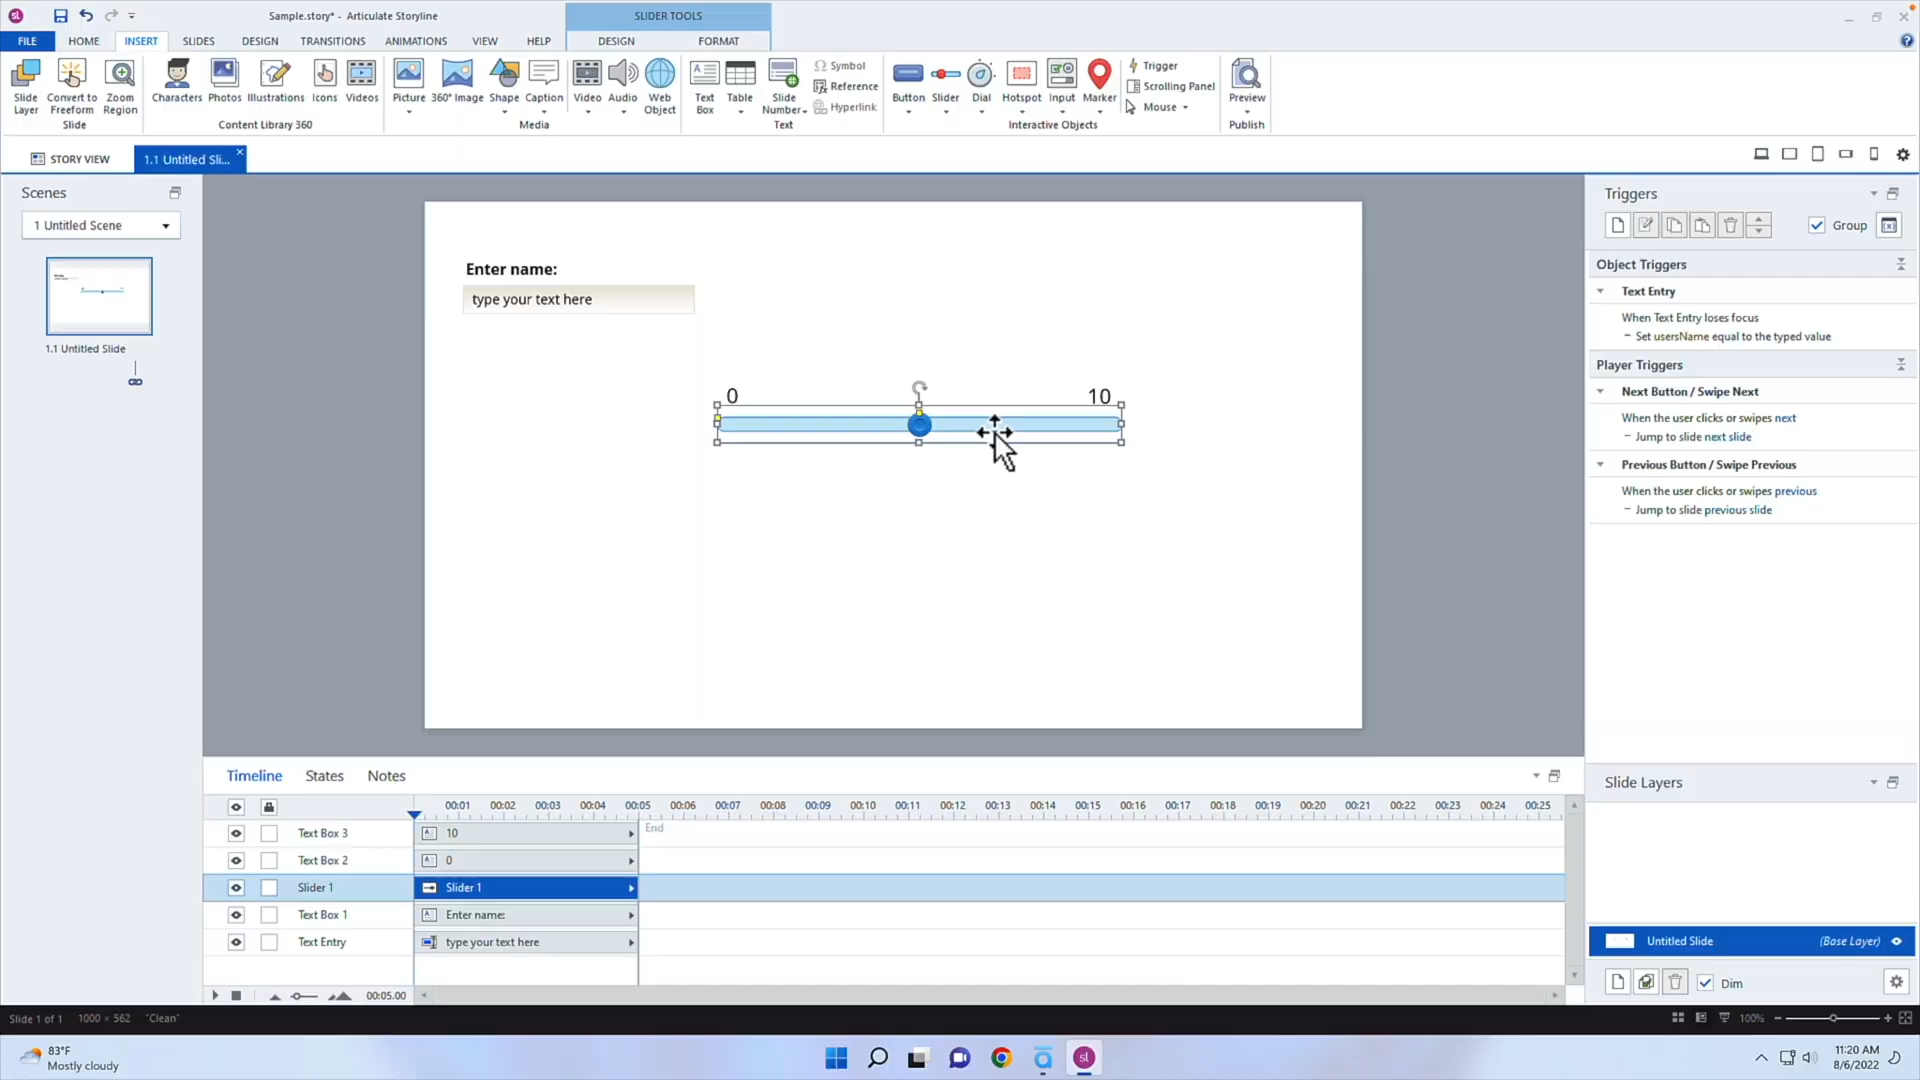 Sample.story* - Articulate Storyline
SLIDER TOOLS
FILE HOME INSERT SLIDES DESIGN TRANSITIONS ANIMATIONS VIEW HELP DESIGN FORMAT
Slide Layer
Convert to Freeform
Zoom Region
Slide
Characters
Photos
Illustrations
Icons
Videos
Content Library 360
Picture
360° Image
Shape
Caption
Video
Audio
Web Object
Media
Text Box
Table
Slide Number
Symbol
Reference
Hyperlink
Text
Button
Slider
Dial
Hotspot
Input
Marker
Trigger
Scrolling Panel
Mouse
Interactive Objects
Preview
Publish
STORY VIEW
1.1 Untitled Sli...
Scenes
1 Untitled Scene
1.1 Untitled Slide
Enter name:
type your text here
0
10
Triggers
Group
Object Triggers
Text Entry
When Text Entry loses focus
Set usersName equal to the typed value
Player Triggers
Next Button / Swipe Next
When the user clicks or swipes next
Jump to slide next slide
Previous Button / Swipe Previous
When the user clicks or swipes previous
Jump to slide previous slide
Timeline States Notes
00:01 00:02 00:03 00:04 00:05 00:06 00:07 00:08 00:09 00:10 00:11 00:12 00:13 00:14 00:15 00:16 00:17 00:18 00:19 00:20 00:21 00:22 00:23 00:24 00:25
Text Box 3 10 End
Text Box 2 0
Slider 1 Slider 1
Text Box 1 Enter name:
Text Entry type your text here
00:05.00
Slide Layers
Untitled Slide (Base Layer)
Dim
Slide 1 of 1 1000 × 562 "Clean"
100%
83°F
Mostly cloudy
11:20 AM
8/6/2022